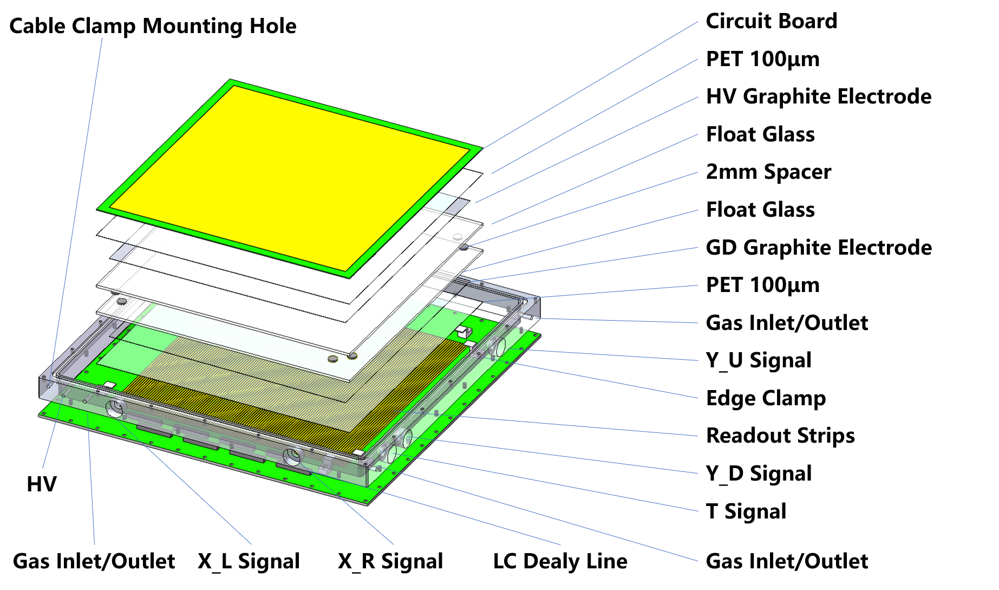 Cable Clamp Mounting Hole
Circuit Board
PET 100μm
HV Graphite Electrode
Float Glass
2mm Spacer
Float Glass
GD Graphite Electrode
PET 100μm
Gas Inlet/Outlet
Y_U Signal
Edge Clamp
Readout Strips
Y_D Signal
T Signal
Gas Inlet/Outlet
HV
Gas Inlet/Outlet
X_L Signal
X_R Signal
LC Dealy Line